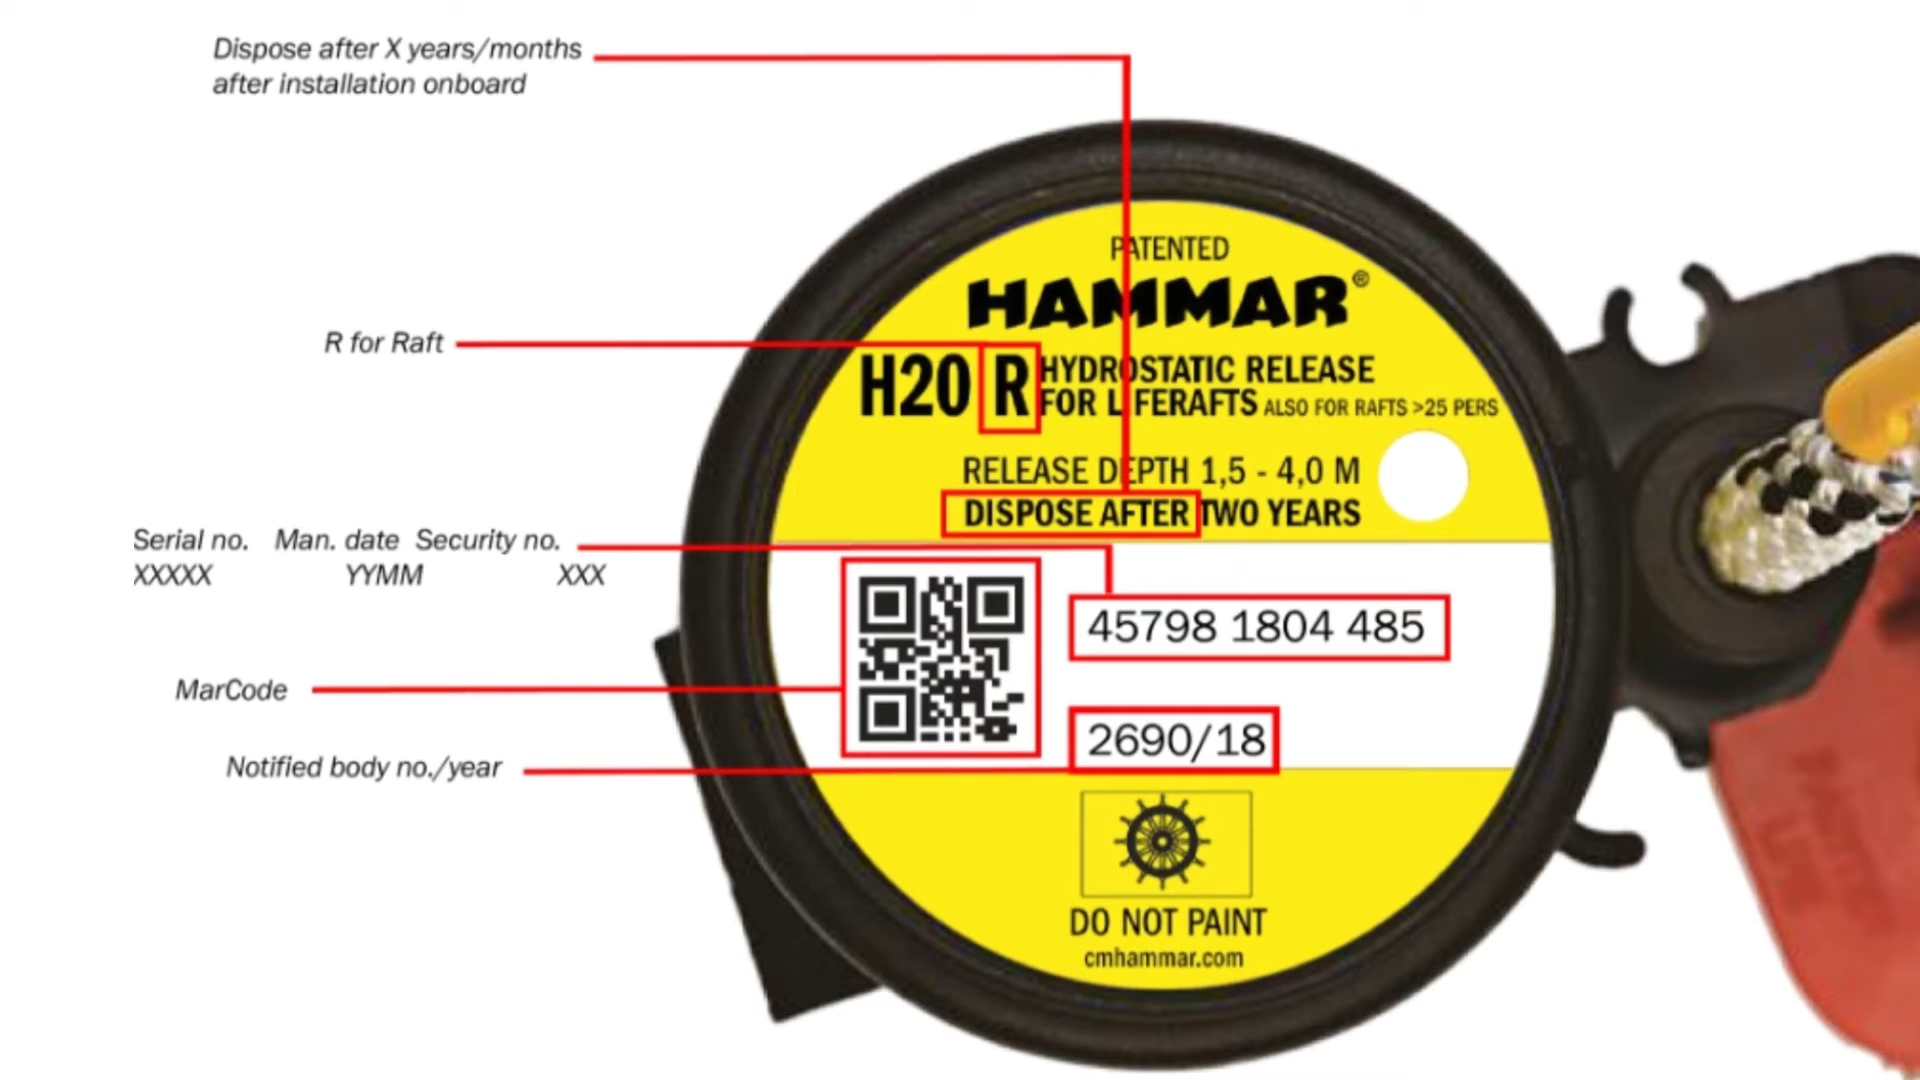 Dispose after X years/months
after installation onboard
PATENTED
HAMMAR®
R for Raft
H20 R HYDROSTATIC RELEASE
FOR LIFERAFTS ALSO FOR RAFTS >25 PERS
RELEASE DEPTH 1,5 - 4,0 M
DISPOSE AFTER TWO YEARS
Serial no. Man. date Security no.
XXXXX YYMM XXX
45798 1804 485
MarCode
2690/18
Notified body no./year
DO NOT PAINT
cmhammar.com